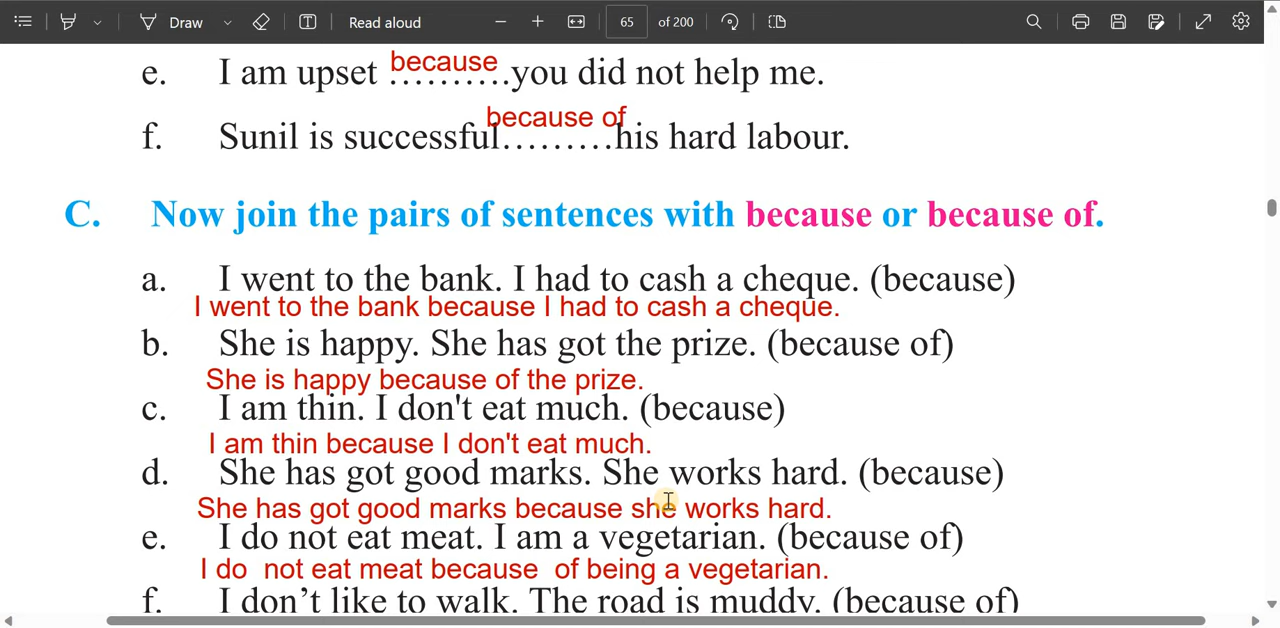 Draw
Read aloud
65
of 200
because
e. I am upset ...........you did not help me.
because of
f. Sunil is successful.........his hard labour.
C. Now join the pairs of sentences with because or because of.
a. I went to the bank. I had to cash a cheque. (because)
I went to the bank because I had to cash a cheque.
b. She is happy. She has got the prize. (because of)
She is happy because of the prize.
c. I am thin. I don't eat much. (because)
I am thin because I don't eat much.
d. She has got good marks. She works hard. (because)
She has got good marks because she works hard.
e. I do not eat meat. I am a vegetarian. (because of)
I do  not eat meat because  of being a vegetarian.
f. I don’t like to walk. The road is muddy. (because of)